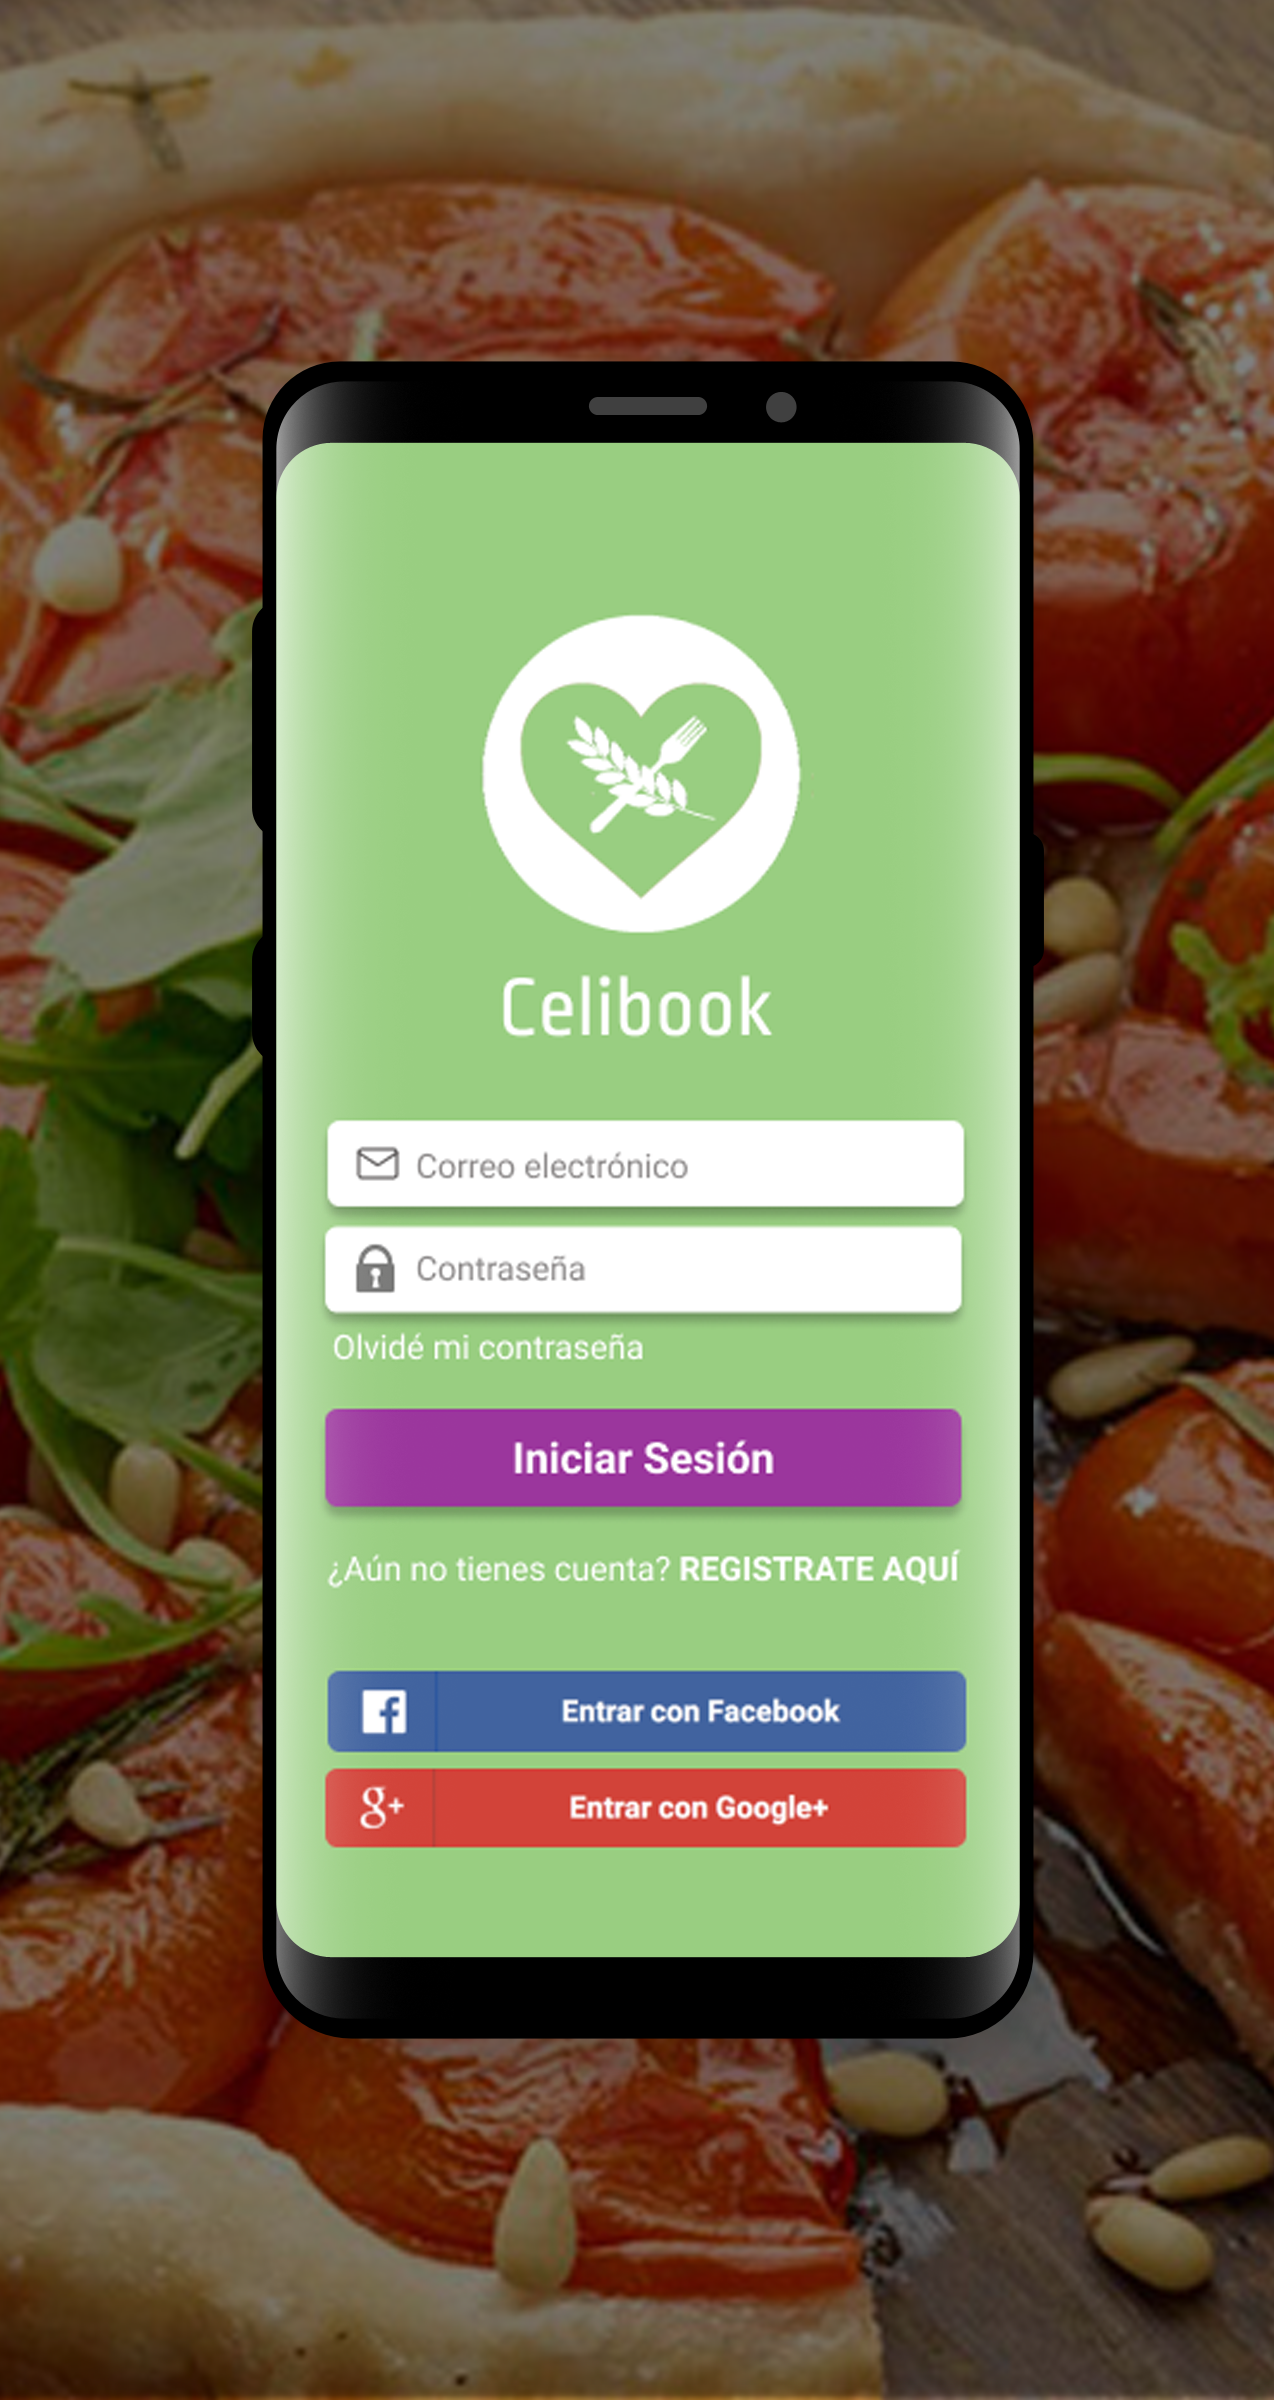 Celibook
Correo electrónico
Contraseña
Olvidé mi contraseña
Iniciar Sesión
¿Aún no tienes cuenta? REGISTRATE AQUÍ
f Entrar con Facebook
g+ Entrar con Google+